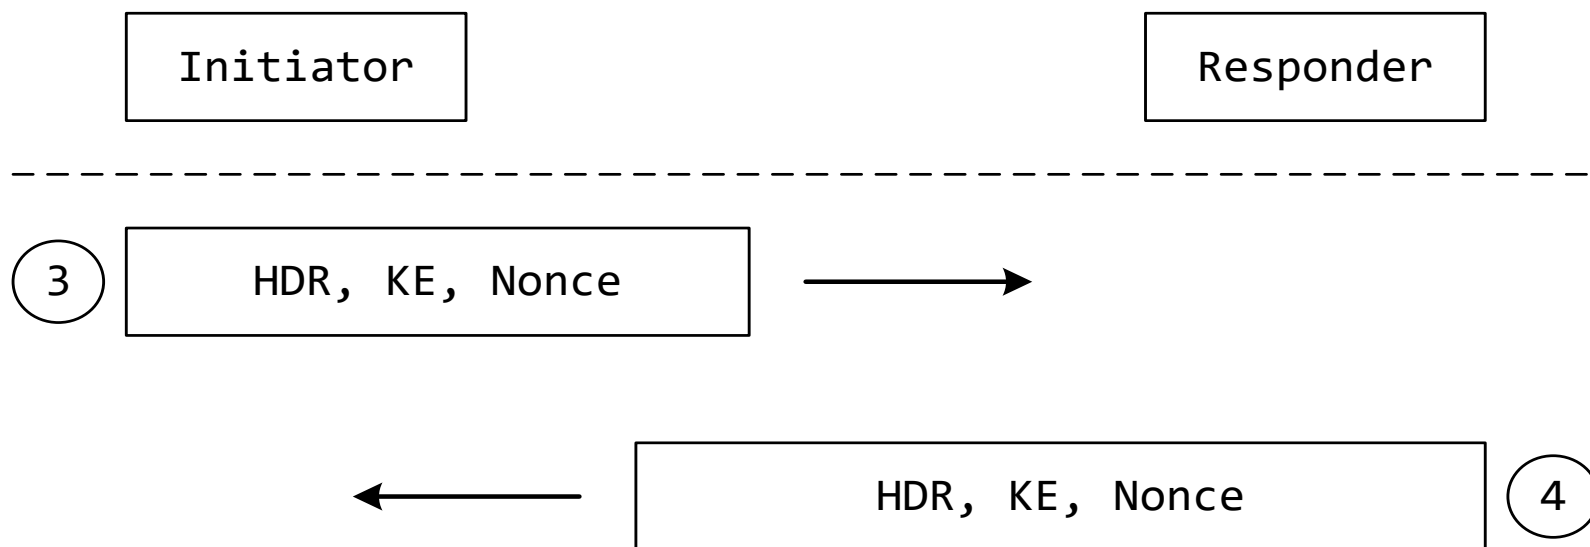 Initiator
Responder
3
HDR, KE, Nonce
HDR, KE, Nonce
4